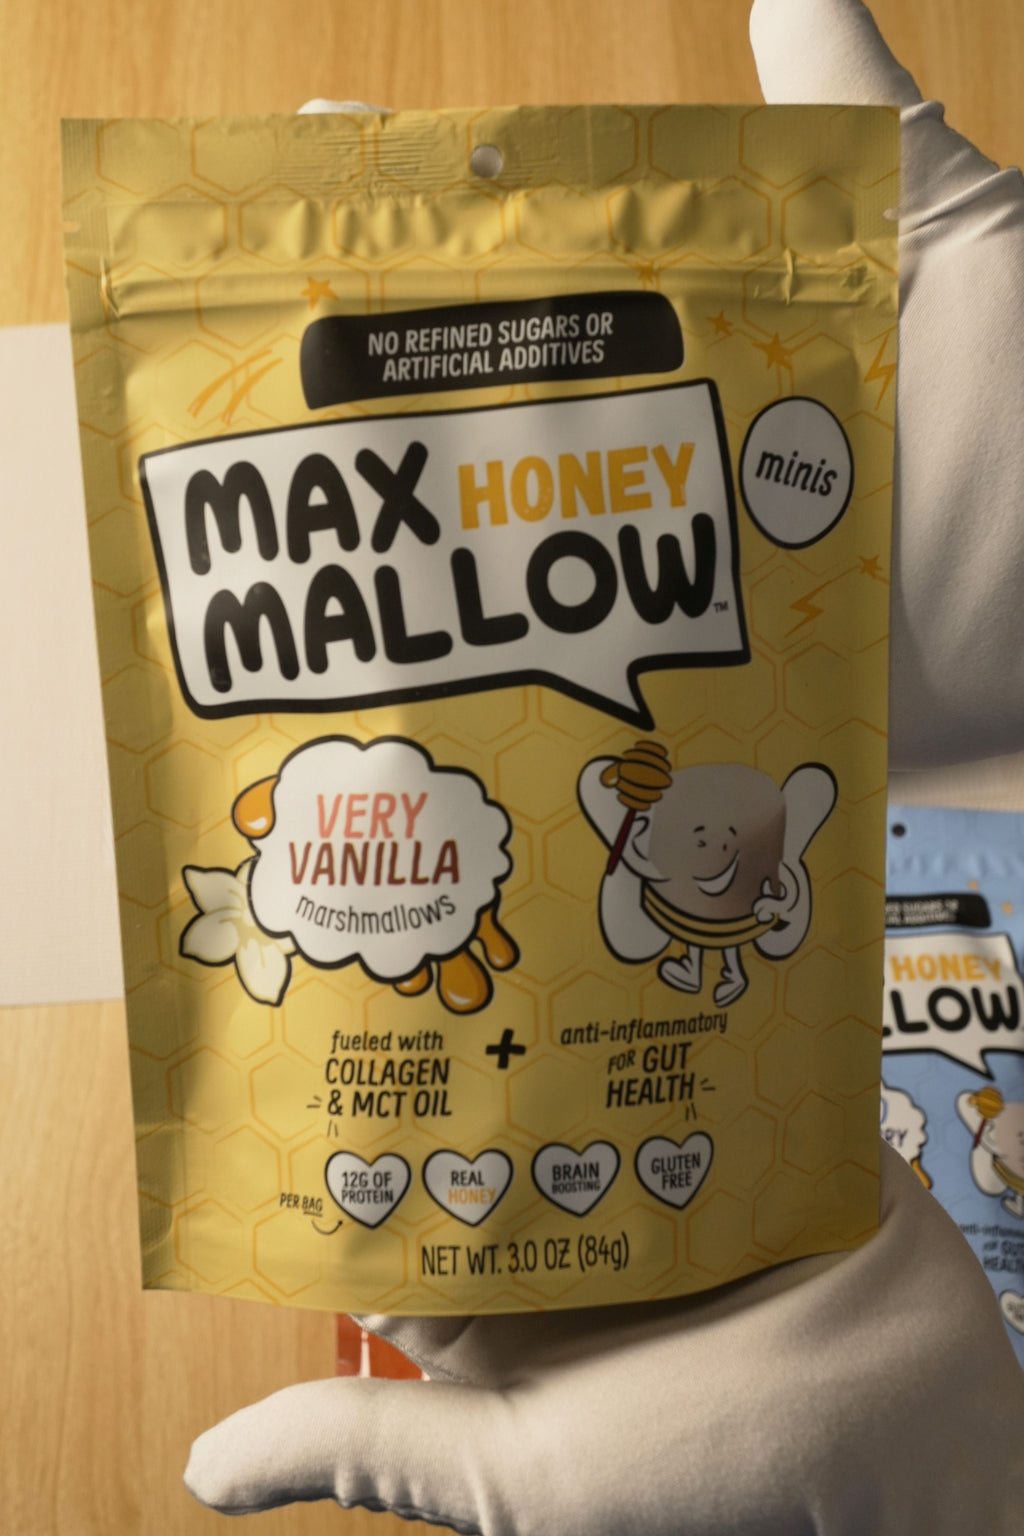 NO REFINED SUGARS OR
ARTIFICIAL ADDITIVES
MAX HONEY
MALLOW™
minis
VERY
VANILLA
marshmallows
fueled with
COLLAGEN
& MCT OIL
+
anti-inflammatory
FOR GUT
HEALTH
PER BAG
12G OF
PROTEIN
REAL
HONEY
BRAIN
BOOSTING
GLUTEN
FREE
NET WT. 3.0 OZ (84g)
HONEY
LLOW